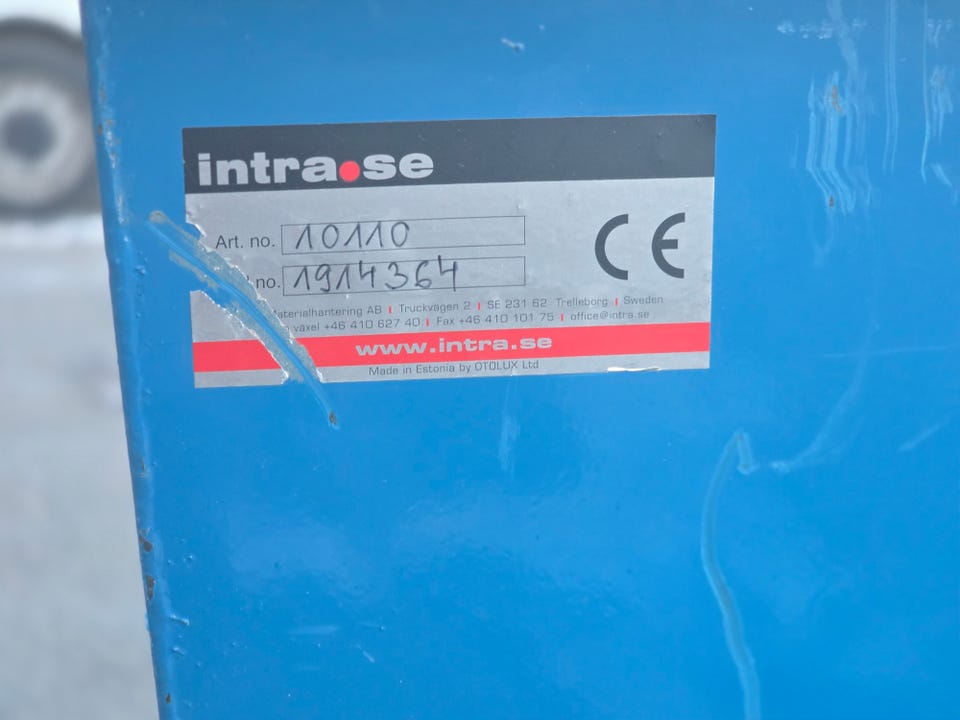 intra.se
Art. no. 10110
no. 1914364
CE
Materialhantering AB | Truckvägen 2 | SE 231 62 Trelleborg | Sweden
växel +46 410 627 40 | Fax +46 410 101 75 | office@intra.se
www.intra.se
Made in Estonia by OTOLUX Ltd